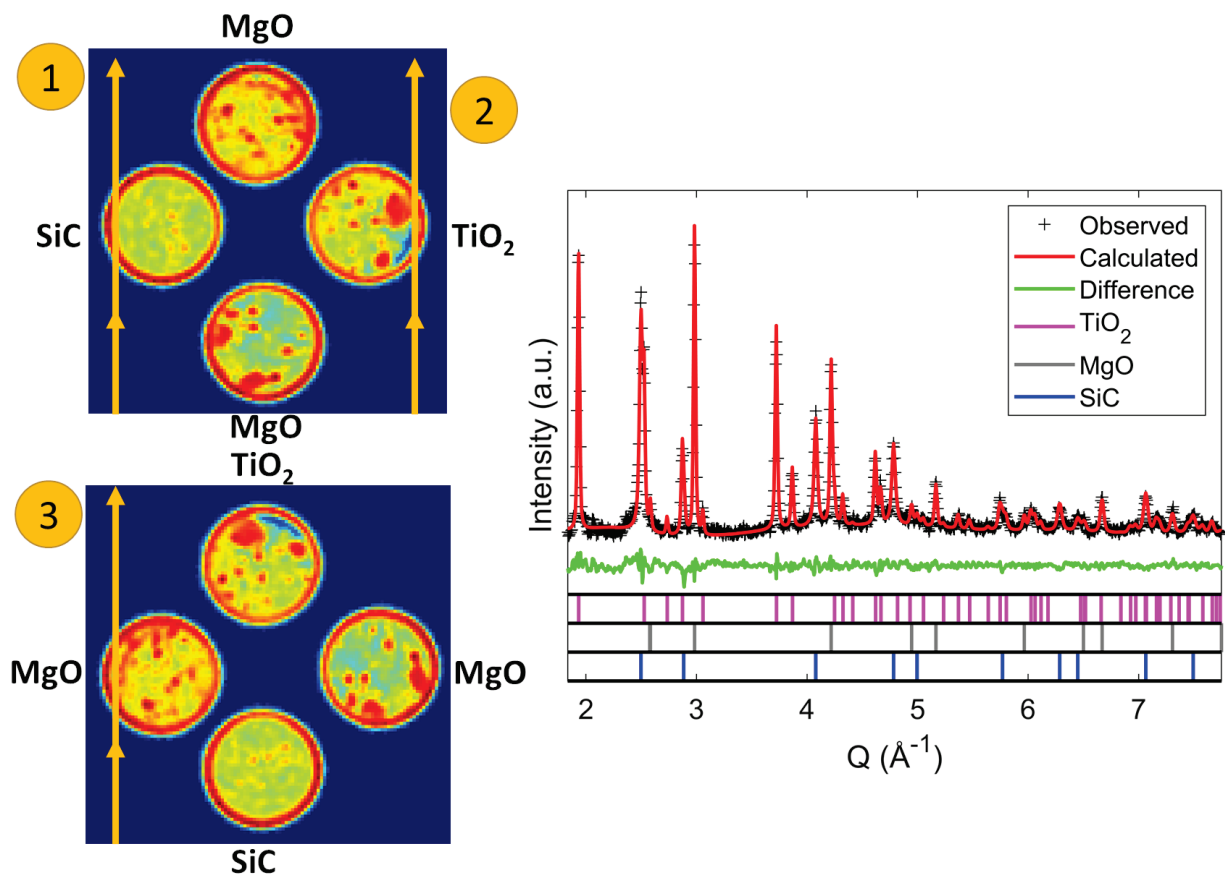 MgO
1
2
SiC
TiO₂
MgO
TiO₂
3
MgO
MgO
SiC
Observed
Calculated
Difference
TiO₂
MgO
SiC
Intensity (a.u.)
2 3 4 5 6 7
Q (Å⁻¹)